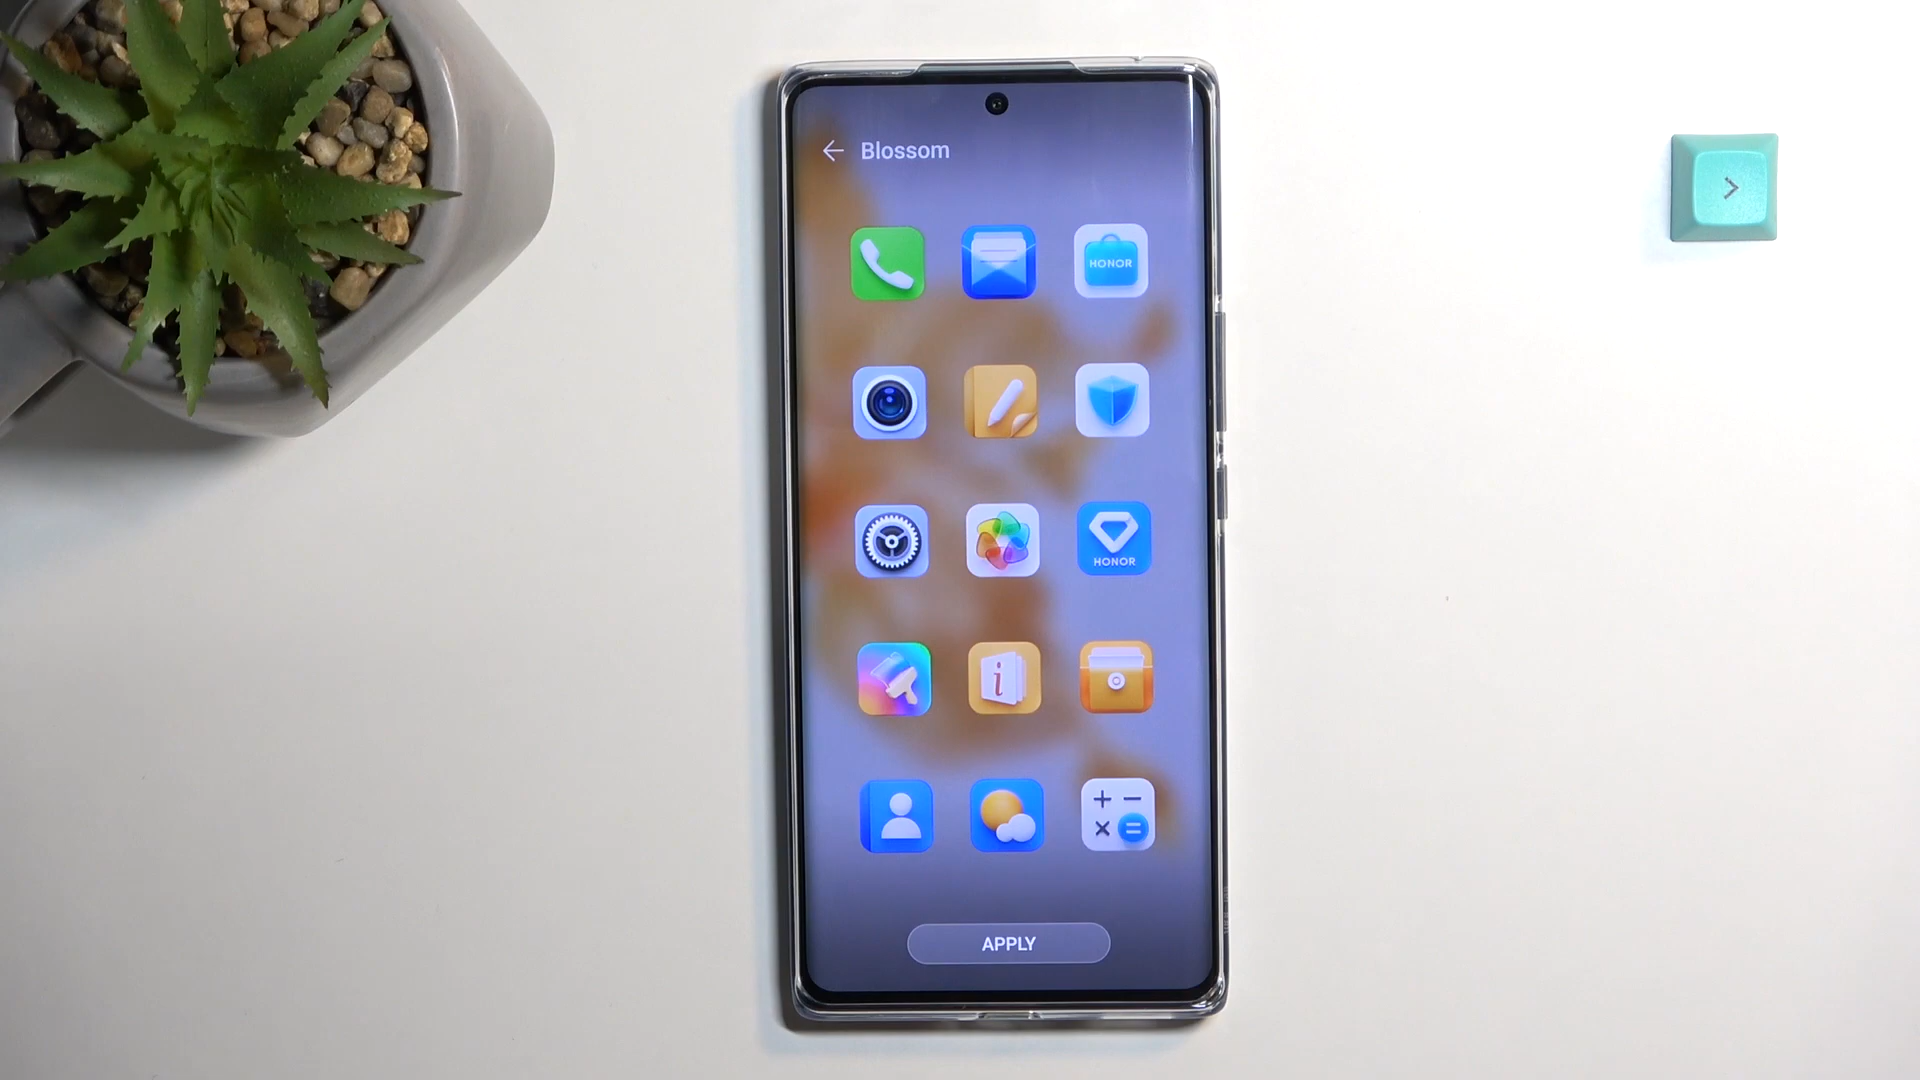 Blossom
HONOR
HONOR
i
+ −
× =
APPLY
>